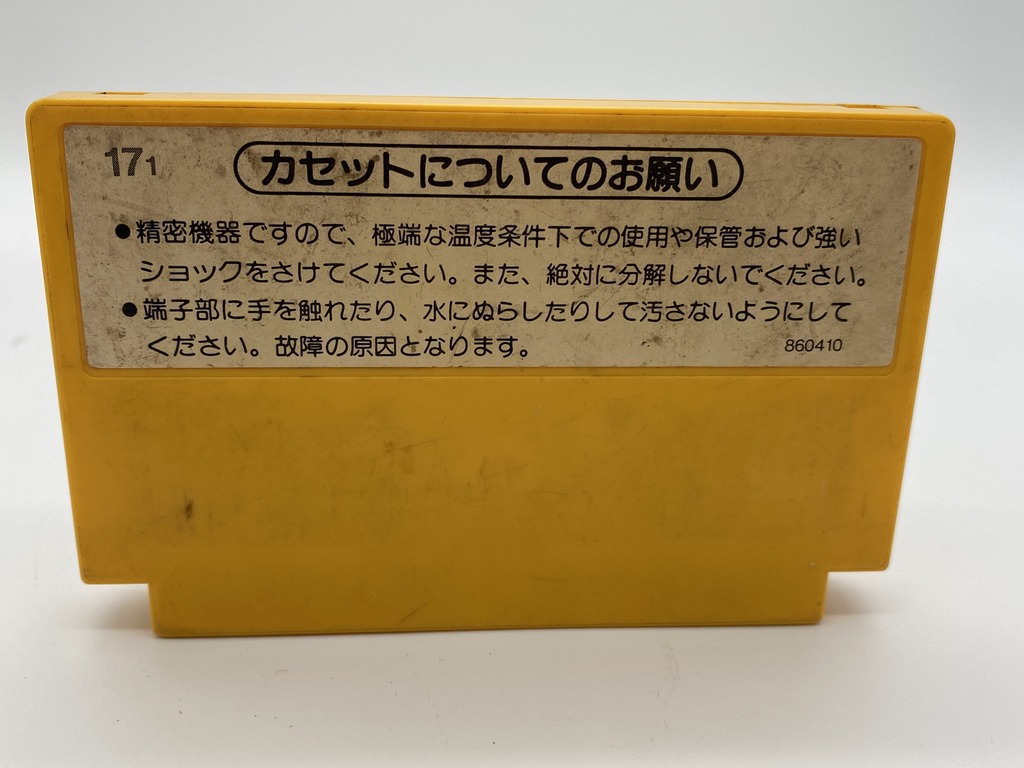 171
カセットについてのお願い
●精密機器ですので、極端な温度条件下での使用や保管および強い
ショックをさけてください。また、絶対に分解しないでください。
●端子部に手を触れたり、水にぬらしたりして汚さないようにして
ください。故障の原因となります。
860410